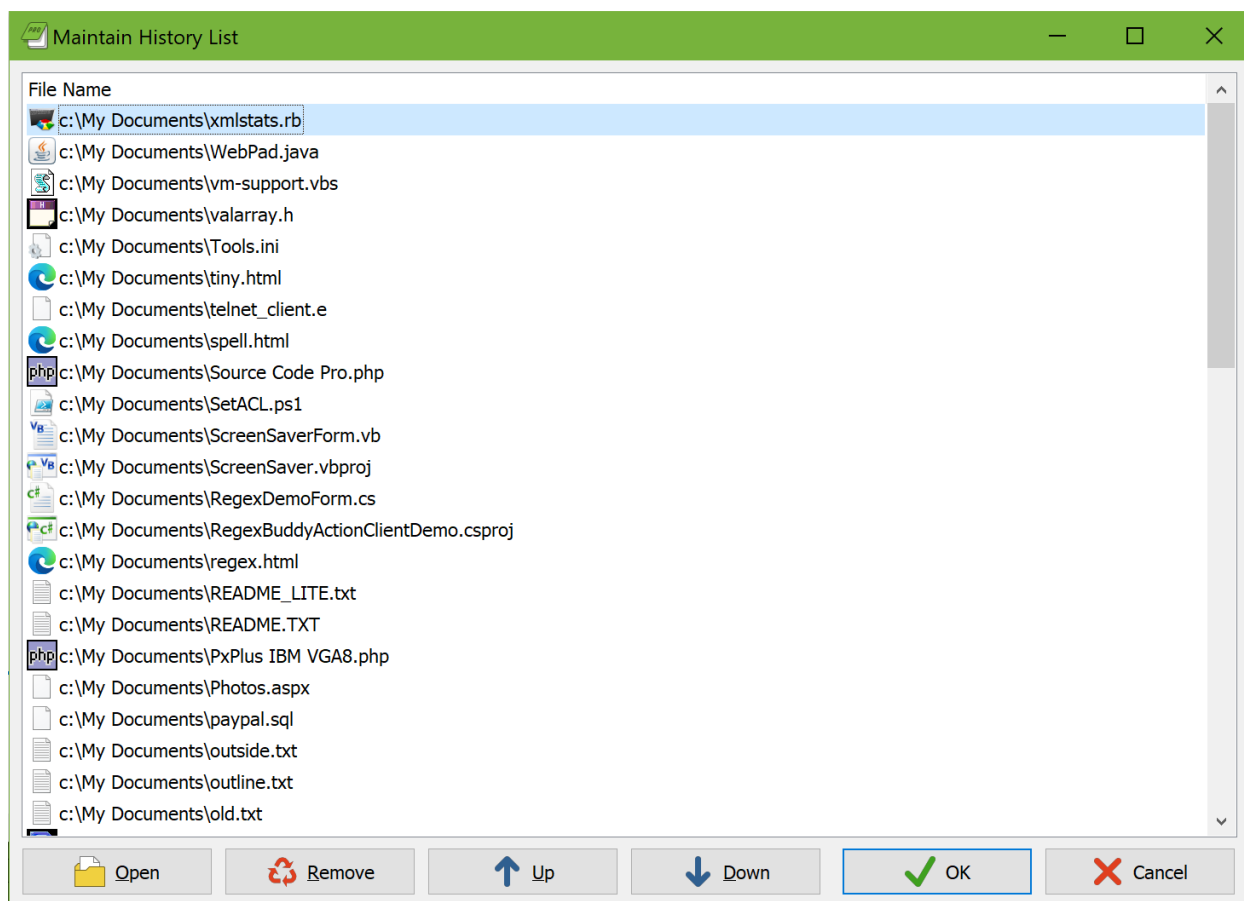 Maintain History List
File Name
c:\My Documents\xmlstats.rb
c:\My Documents\WebPad.java
c:\My Documents\vm-support.vbs
c:\My Documents\valarray.h
c:\My Documents\Tools.ini
c:\My Documents\tiny.html
c:\My Documents\telnet_client.e
c:\My Documents\spell.html
php c:\My Documents\Source Code Pro.php
c:\My Documents\SetACL.ps1
VB c:\My Documents\ScreenSaverForm.vb
VB c:\My Documents\ScreenSaver.vbproj
c# c:\My Documents\RegexDemoForm.cs
c# c:\My Documents\RegexBuddyActionClientDemo.csproj
c:\My Documents\regex.html
c:\My Documents\README_LITE.txt
c:\My Documents\README.TXT
php c:\My Documents\PxPlus IBM VGA8.php
c:\My Documents\Photos.aspx
c:\My Documents\paypal.sql
c:\My Documents\outside.txt
c:\My Documents\outline.txt
c:\My Documents\old.txt
Open Remove Up Down OK Cancel